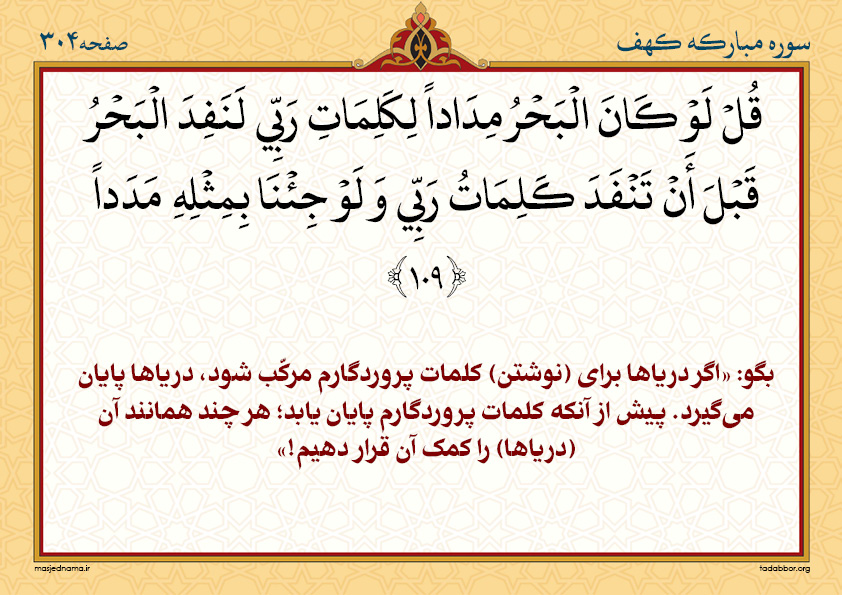 سوره مبارکه کهف
صفحه۳۰۴
قُلْ لَوْ كَانَ الْبَحْرُ مِدَاداً لِكَلِمَاتِ رَبِّي لَنَفِدَ الْبَحْرُ
قَبْلَ أَنْ تَنْفَدَ كَلِمَاتُ رَبِّي وَ لَوْ جِئْنَا بِمِثْلِهِ مَدَداً
﴿۱۰۹﴾
بگو: «اگر دریاها برای (نوشتن) کلمات پروردگارم مرکّب شود، دریاها پایان
می‌گیرد. پیش از آنکه کلمات پروردگارم پایان یابد؛ هر چند همانند آن
(دریاها) را کمک آن قرار دهیم!»
masjednama.ir
tadabbor.org